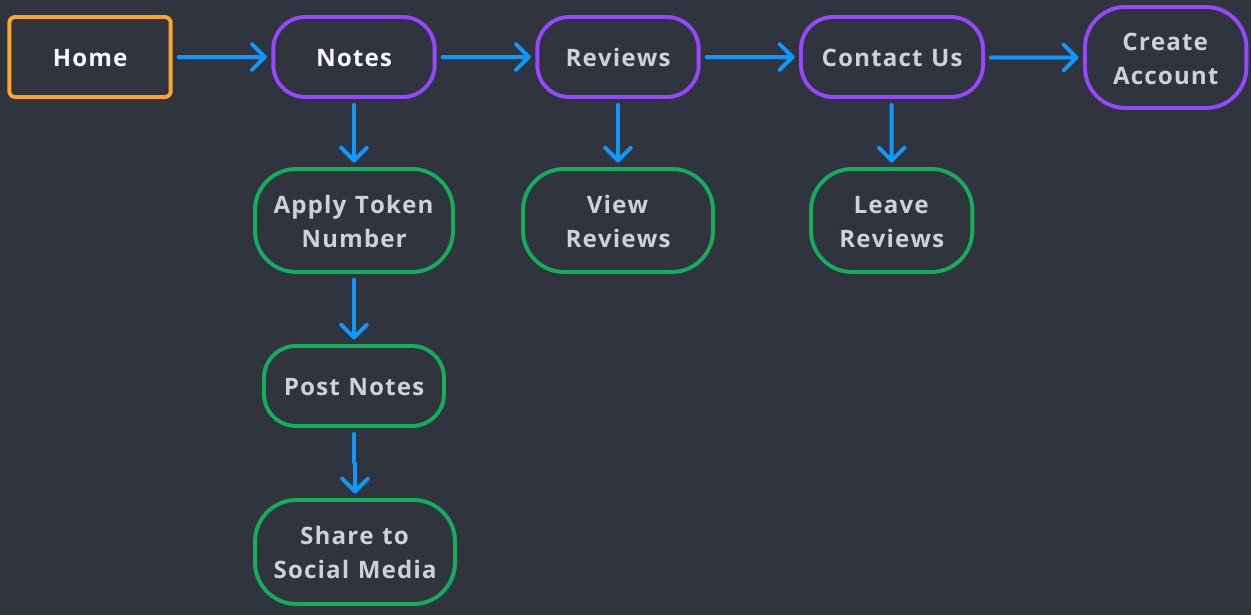 Home
Notes
Reviews
Contact Us
Create
Account
Apply Token
Number
View
Reviews
Leave
Reviews
Post Notes
Share to
Social Media